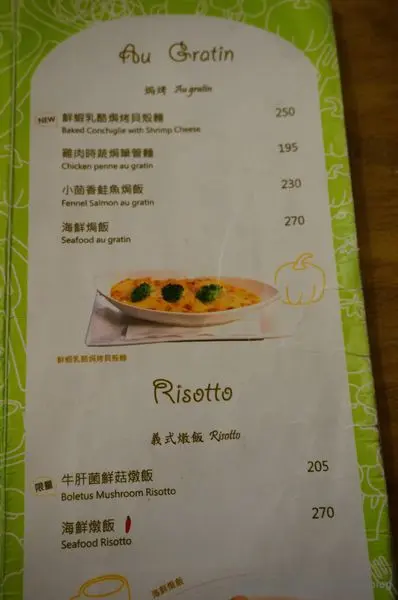 Au Gratin
焗烤 Au gratin
NEW 鮮蝦乳酪焗烤貝殼麵 250
Baked Conchiglie with Shrimp Cheese
雞肉時蔬焗筆管麵 195
Chicken penne au gratin
小茴香鮭魚焗飯 230
Fennel Salmon au gratin
海鮮焗飯 270
Seafood au gratin
鮮蝦乳酪焗烤貝殼麵
Risotto
義式燉飯 Risotto
限量 牛肝菌鮮菇燉飯 205
Boletus Mushroom Risotto
海鮮燉飯 270
Seafood Risotto
海鮮燉飯